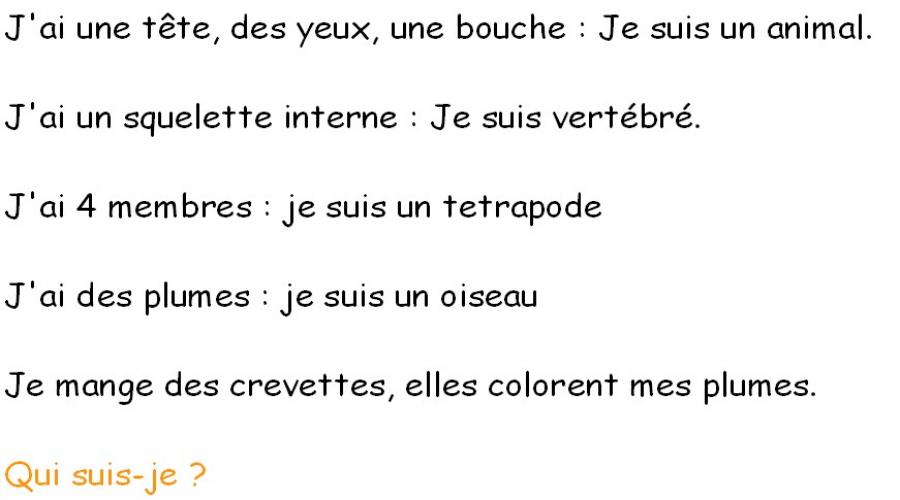 J'ai une tête, des yeux, une bouche : Je suis un animal.
J'ai un squelette interne : Je suis vertébré.
J'ai 4 membres : je suis un tetrapode
J'ai des plumes : je suis un oiseau
Je mange des crevettes, elles colorent mes plumes.
Qui suis-je ?